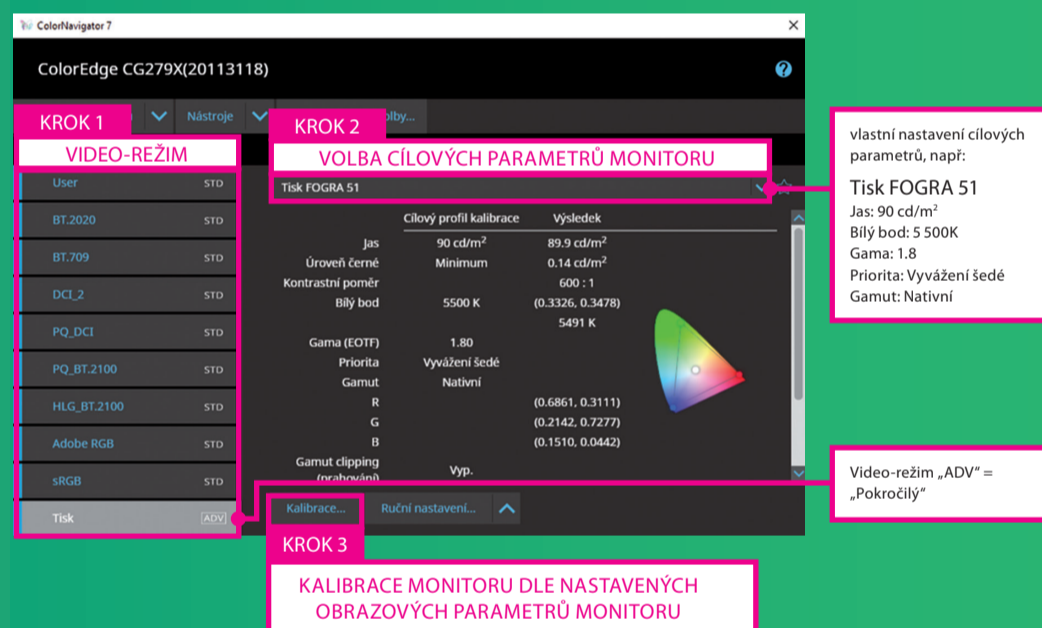 ColorNavigator 7
ColorEdge CG279X(20113118)
Nástroje
KROK 1
VIDEO-REŽIM
User STD
BT.2020 STD
BT.709 STD
DCI_2 STD
PQ_DCI STD
PQ_BT.2100 STD
HLG_BT.2100 STD
Adobe RGB STD
sRGB STD
Tisk ADV
KROK 2
VOLBA CÍLOVÝCH PARAMETRŮ MONITORU
Tisk FOGRA 51
Cílový profil kalibrace Výsledek
Jas 90 cd/m² 89.9 cd/m²
Úroveň černé Minimum 0.14 cd/m²
Kontrastní poměr 600 : 1
Bílý bod 5500 K (0.3326, 0.3478)
5491 K
Gama (EOTF) 1.80
Priorita Vyvážení šedé
Gamut Nativní
R (0.6861, 0.3111)
G (0.2142, 0.7277)
B (0.1510, 0.0442)
Gamut clipping
(prahování) Vyp.
Kalibrace... Ruční nastavení...
KROK 3
KALIBRACE MONITORU DLE NASTAVENÝCH
OBRAZOVÝCH PARAMETRŮ MONITORU
vlastní nastavení cílových
parametrů, např:
Tisk FOGRA 51
Jas: 90 cd/m²
Bílý bod: 5 500K
Gama: 1.8
Priorita: Vyvážení šedé
Gamut: Nativní
Video-režim „ADV“ =
„Pokročilý“